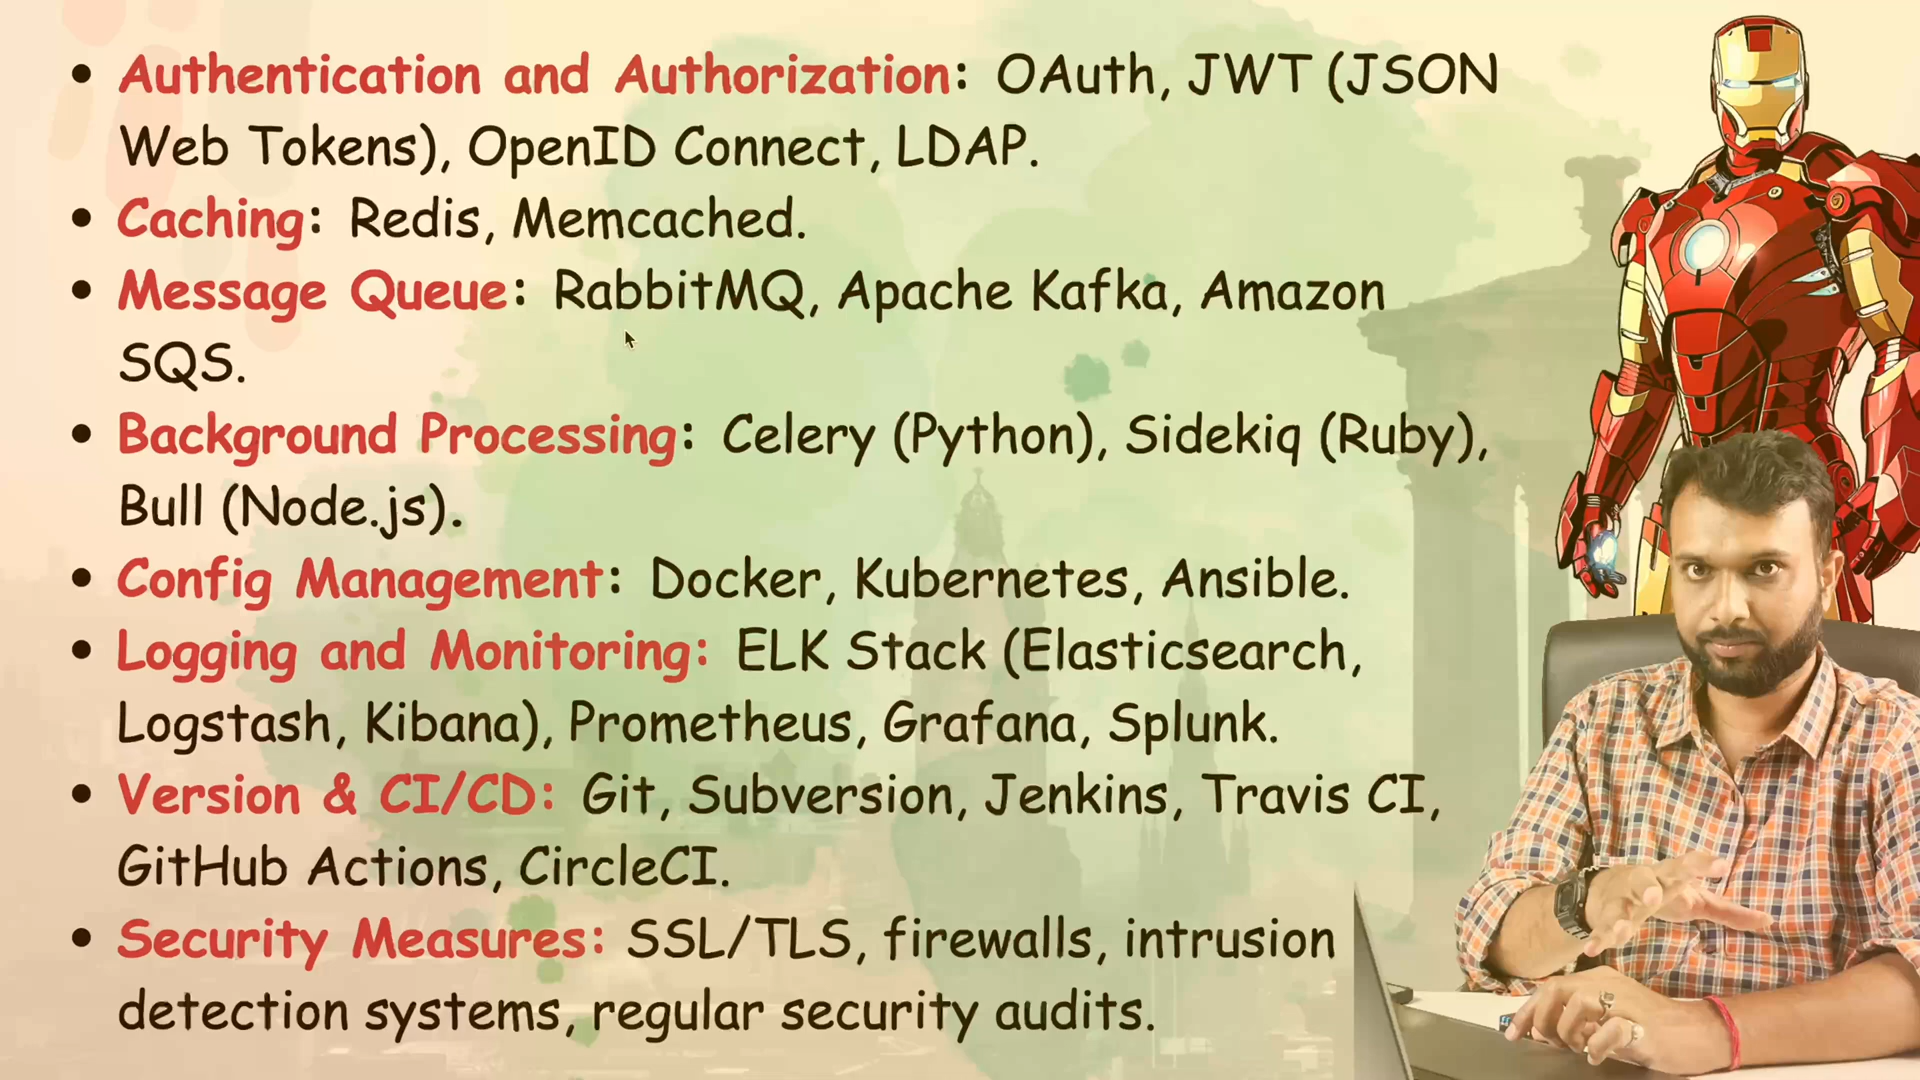 • Authentication and Authorization: OAuth, JWT (JSON
Web Tokens), OpenID Connect, LDAP.
• Caching: Redis, Memcached.
• Message Queue: RabbitMQ, Apache Kafka, Amazon
SQS.
• Background Processing: Celery (Python), Sidekiq (Ruby),
Bull (Node.js).
• Config Management: Docker, Kubernetes, Ansible.
• Logging and Monitoring: ELK Stack (Elasticsearch,
Logstash, Kibana), Prometheus, Grafana, Splunk.
• Version & CI/CD: Git, Subversion, Jenkins, Travis CI,
GitHub Actions, CircleCI.
• Security Measures: SSL/TLS, firewalls, intrusion
detection systems, regular security audits.